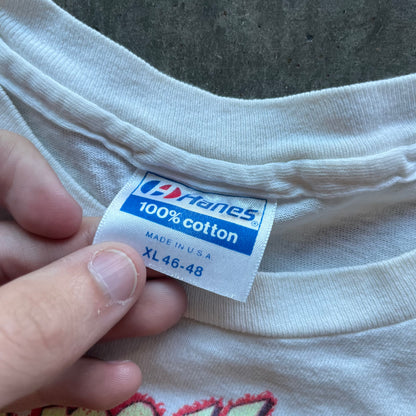 Hanes®
100% cotton
MADE IN U.S.A.
XL 46-48